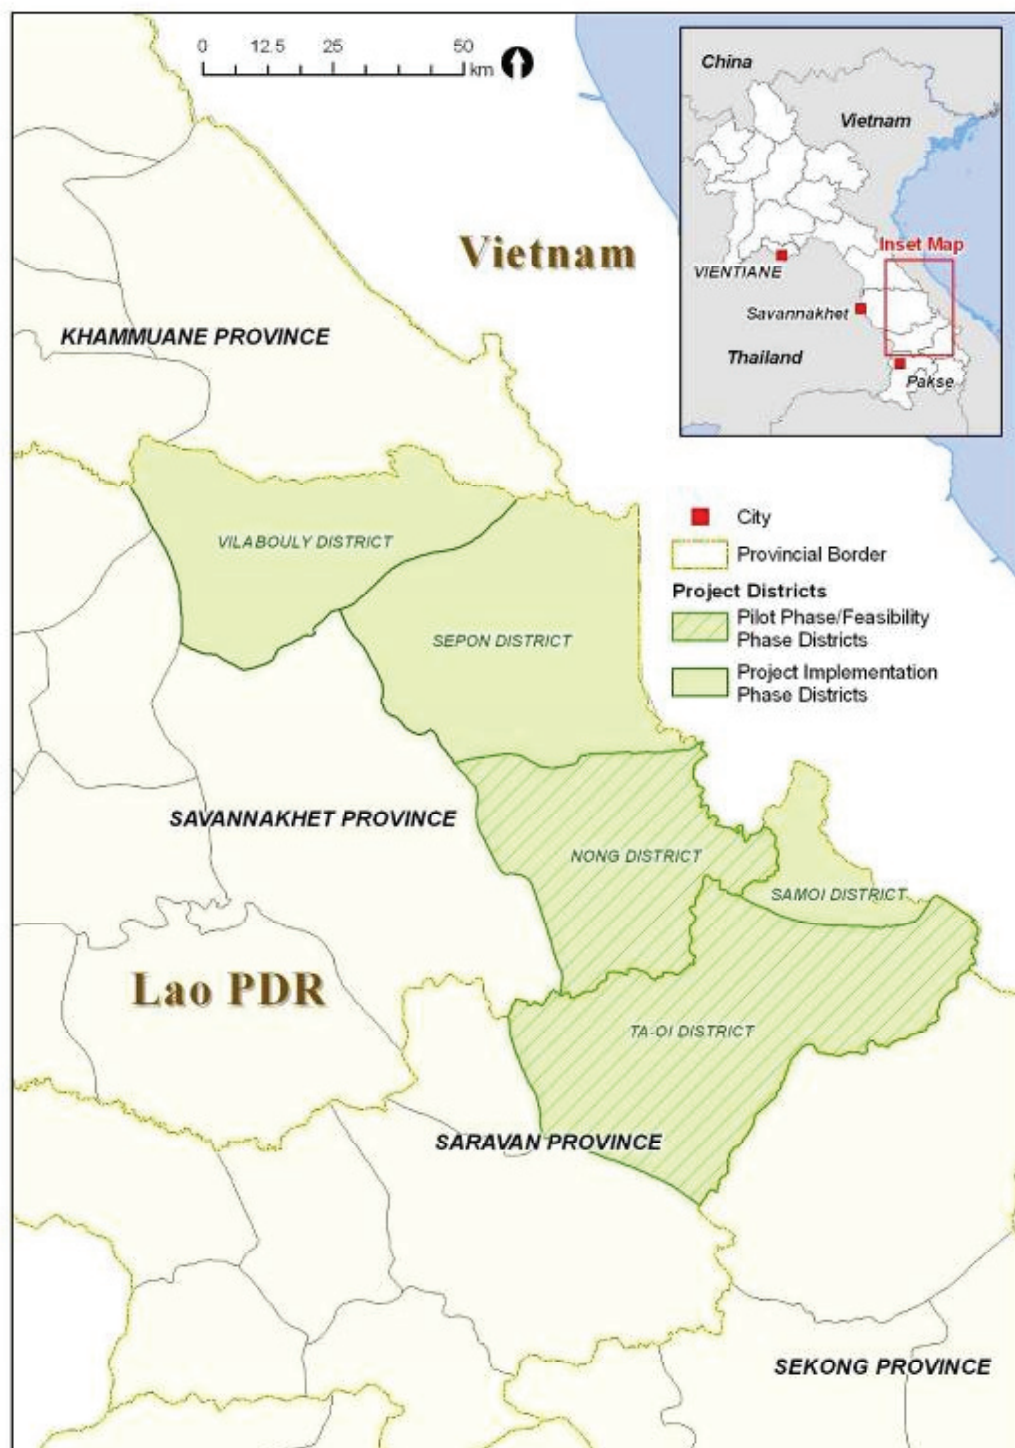 0 12.5 25 50
km
China
Vietnam
Inset Map
VIENTIANE
Savannakhet
Thailand
Pakse
Vietnam
KHAMMUANE PROVINCE
City
Provincial Border
Project Districts
Pilot Phase/Feasibility
Phase Districts
Project Implementation
Phase Districts
VILABOULY DISTRICT
SEPON DISTRICT
SAVANNAKHET PROVINCE
NONG DISTRICT
SAMOI DISTRICT
Lao PDR
TA-OI DISTRICT
SARAVAN PROVINCE
SEKONG PROVINCE